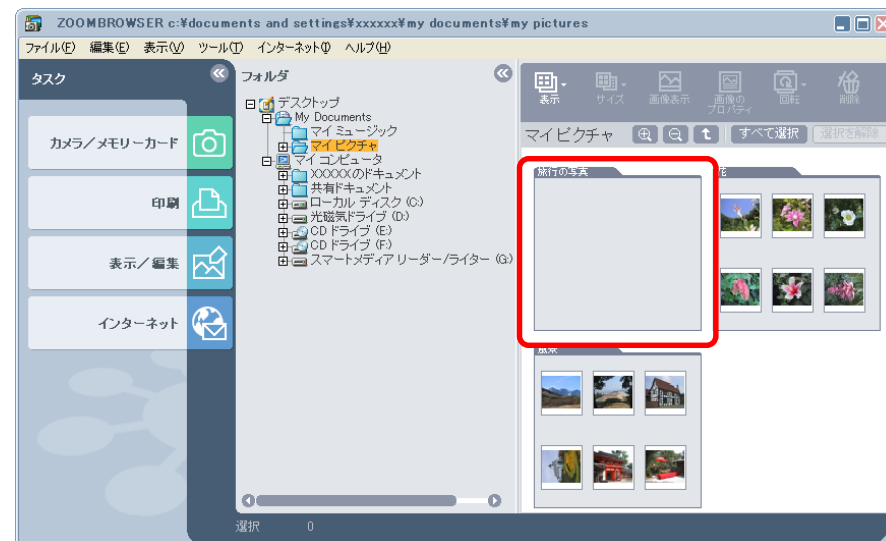 ZOOMBROWSER c:¥documents and settings¥xxxxxx¥my documents¥my pictures
ファイル(F) 編集(E) 表示(V) ツール(T) インターネット(I) ヘルプ(H)
タスク
カメラ/メモリーカード
印刷
表示/編集
インターネット
フォルダ
デスクトップ
My Documents
マイ ミュージック
マイ ピクチャ
マイ コンピュータ
XXXXXXのドキュメント
共有ドキュメント
ローカル ディスク (C:)
光磁気ドライブ (D:)
CD ドライブ (E:)
CD ドライブ (F:)
スマートメディア リーダー/ライター (G:)
表示 サイズ 画像表示 画像のプロパティ 回転 削除
マイ ピクチャ すべて選択 選択を解除
旅行の写真 花
風景
選択 0